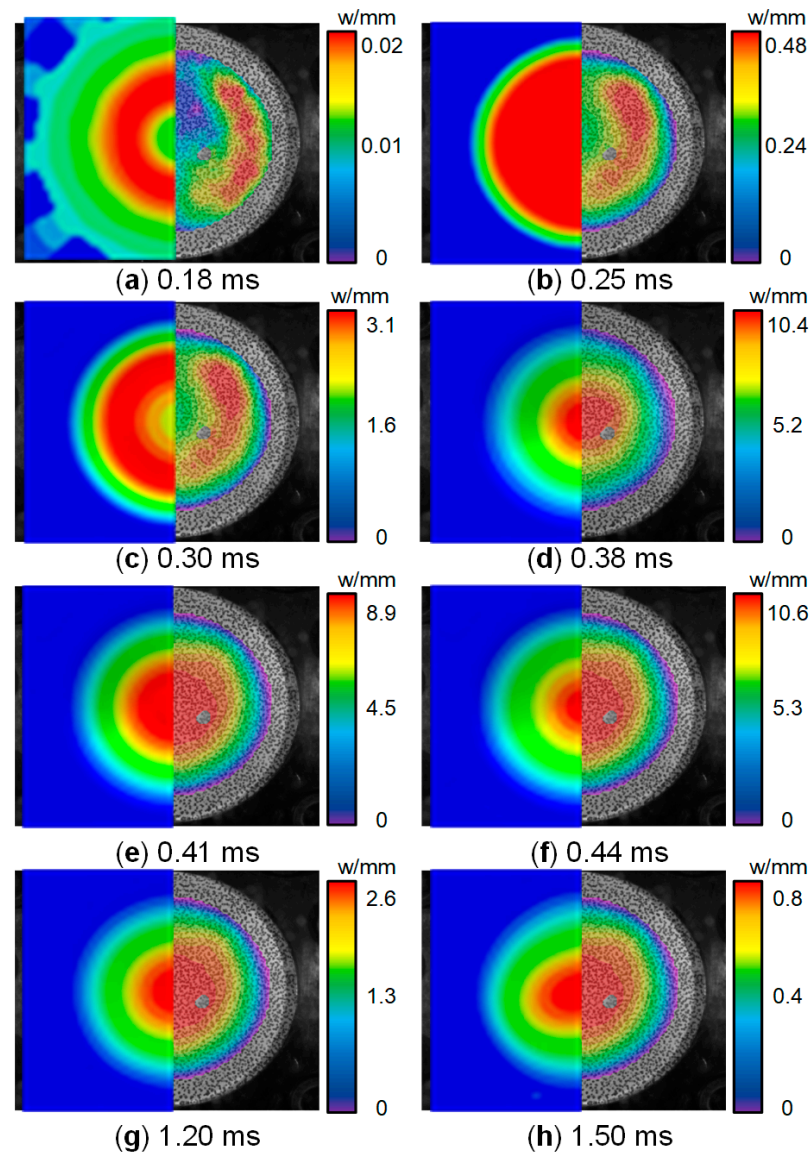 w/mm
0.02
0.01
0
(a) 0.18 ms
w/mm
0.48
0.24
0
(b) 0.25 ms
w/mm
3.1
1.6
0
(c) 0.30 ms
w/mm
10.4
5.2
0
(d) 0.38 ms
w/mm
8.9
4.5
0
(e) 0.41 ms
w/mm
10.6
5.3
0
(f) 0.44 ms
w/mm
2.6
1.3
0
(g) 1.20 ms
w/mm
0.8
0.4
0
(h) 1.50 ms